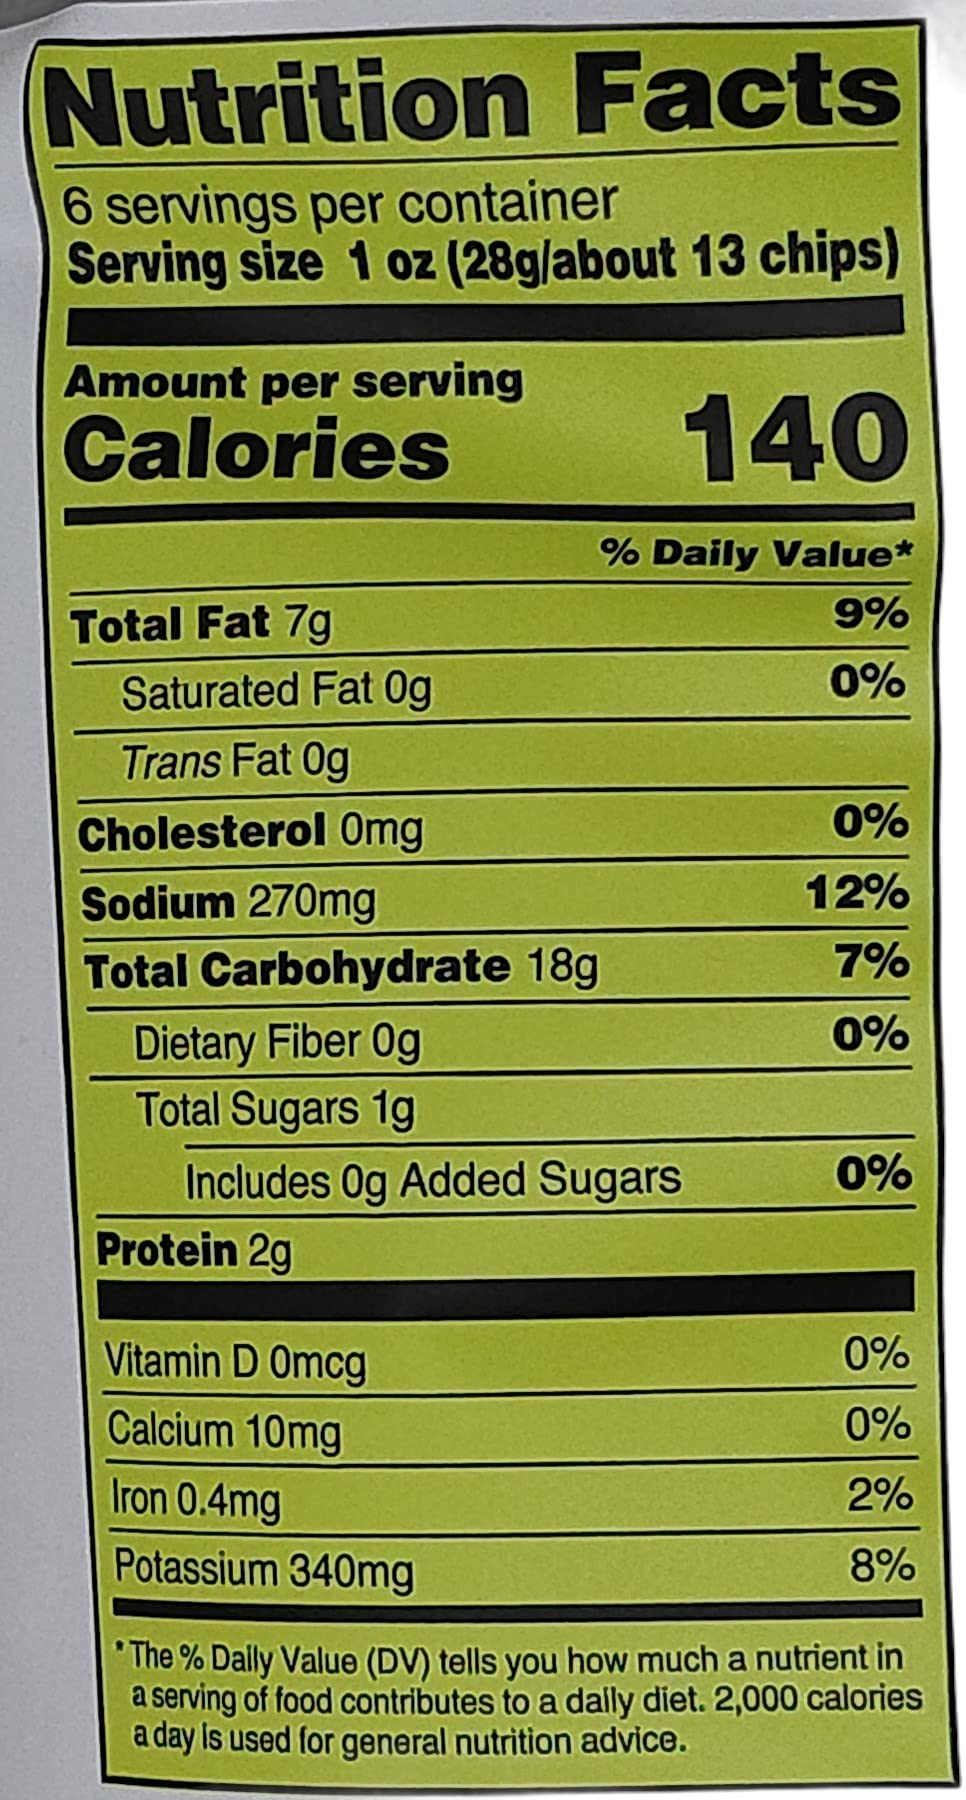 Nutrition Facts
6 servings per container
Serving size 1 oz (28g/about 13 chips)
Amount per serving
Calories 140
% Daily Value*
Total Fat 7g 9%
Saturated Fat 0g 0%
Trans Fat 0g
Cholesterol 0mg 0%
Sodium 270mg 12%
Total Carbohydrate 18g 7%
Dietary Fiber 0g 0%
Total Sugars 1g
Includes 0g Added Sugars 0%
Protein 2g
Vitamin D 0mcg 0%
Calcium 10mg 0%
Iron 0.4mg 2%
Potassium 340mg 8%
*The % Daily Value (DV) tells you how much a nutrient in
a serving of food contributes to a daily diet. 2,000 calories
a day is used for general nutrition advice.